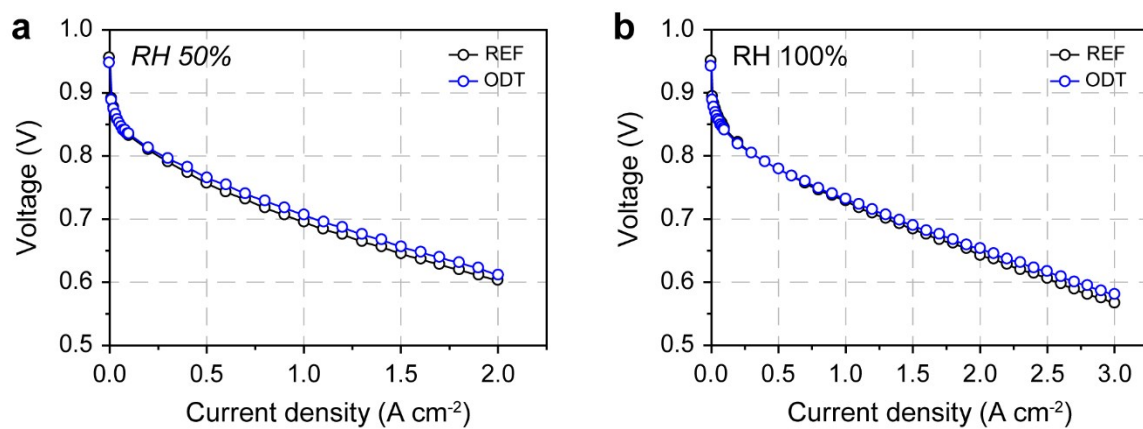 a
RH 50%
REF
ODT
Voltage (V)
1.0
0.9
0.8
0.7
0.6
0.5
0.0 0.5 1.0 1.5 2.0
Current density (A cm⁻²)
b
RH 100%
REF
ODT
Voltage (V)
1.0
0.9
0.8
0.7
0.6
0.5
0.0 0.5 1.0 1.5 2.0 2.5 3.0
Current density (A cm⁻²)